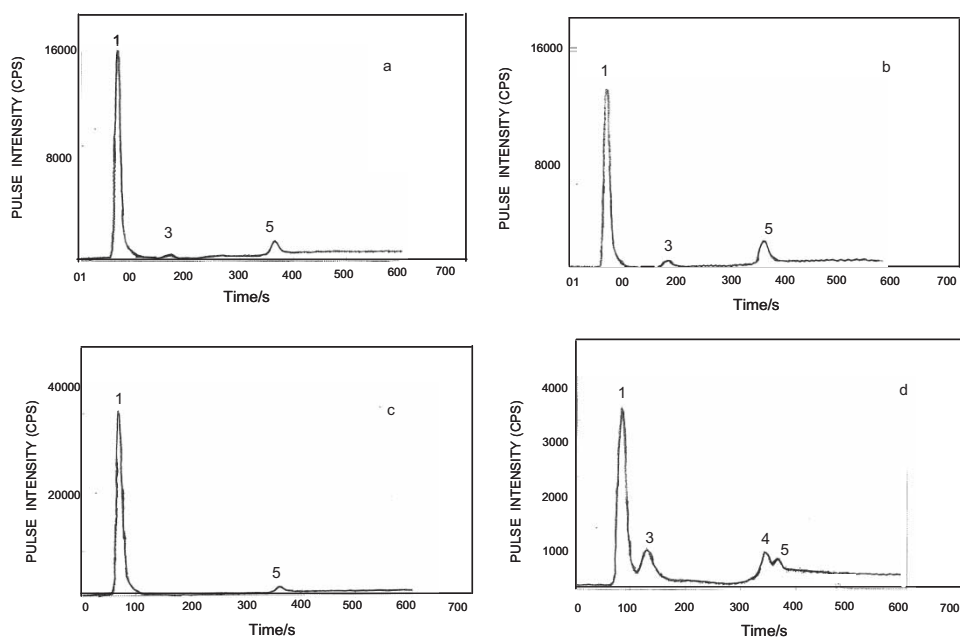 16000
8000
PULSE INTENSITY (CPS)
1
3
5
a
01 00 200 300 400 500 600 700
Time/s
16000
8000
PULSE INTENSITY (CPS)
1
3
5
b
01 00 200 300 400 500 600 700
Time/s
40000
20000
PULSE INTENSITY (CPS)
1
5
c
0 100 200 300 400 500 600 700
Time/s
4000
3000
2000
1000
PULSE INTENSITY (CPS)
1
3
4
5
d
0 100 200 300 400 500 600 700
Time/s